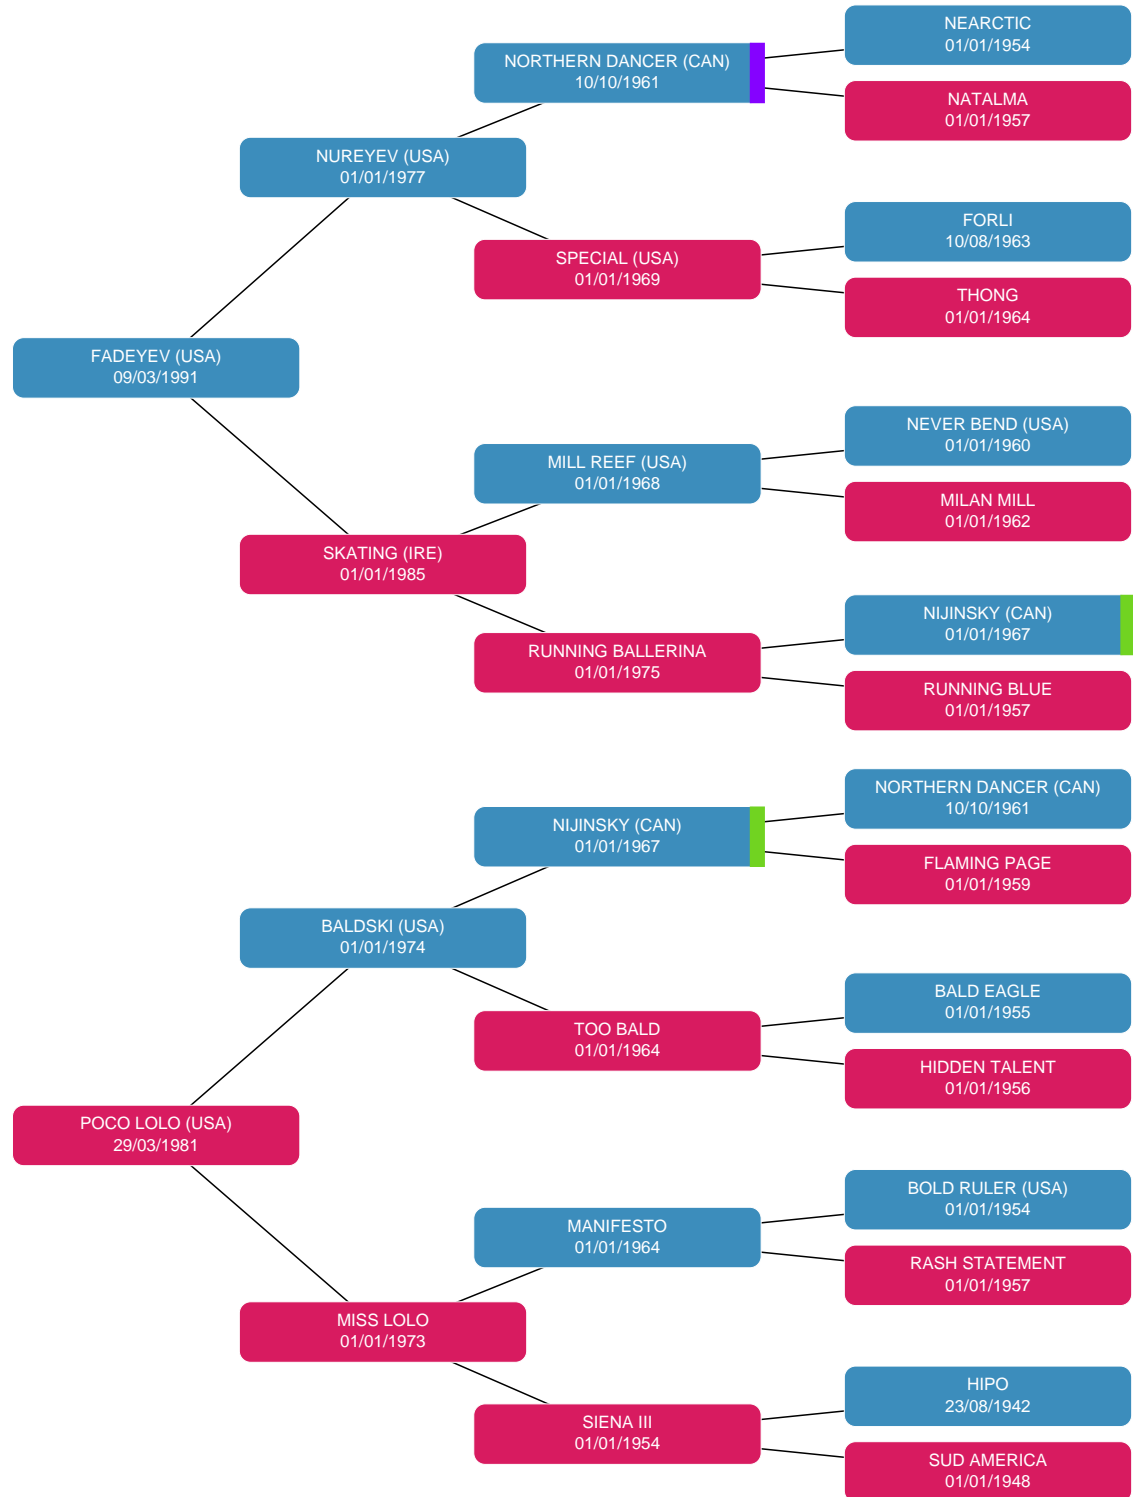 NEARCTIC
01/01/1954
NORTHERN DANCER (CAN)
10/10/1961
NATALMA
01/01/1957
NUREYEV (USA)
01/01/1977
FORLI
10/08/1963
SPECIAL (USA)
01/01/1969
THONG
01/01/1964
FADEYEV (USA)
09/03/1991
NEVER BEND (USA)
01/01/1960
MILL REEF (USA)
01/01/1968
MILAN MILL
01/01/1962
SKATING (IRE)
01/01/1985
NIJINSKY (CAN)
01/01/1967
RUNNING BALLERINA
01/01/1975
RUNNING BLUE
01/01/1957
NORTHERN DANCER (CAN)
10/10/1961
NIJINSKY (CAN)
01/01/1967
FLAMING PAGE
01/01/1959
BALDSKI (USA)
01/01/1974
BALD EAGLE
01/01/1955
TOO BALD
01/01/1964
HIDDEN TALENT
01/01/1956
POCO LOLO (USA)
29/03/1981
BOLD RULER (USA)
01/01/1954
MANIFESTO
01/01/1964
RASH STATEMENT
01/01/1957
MISS LOLO
01/01/1973
HIPO
23/08/1942
SIENA III
01/01/1954
SUD AMERICA
01/01/1948